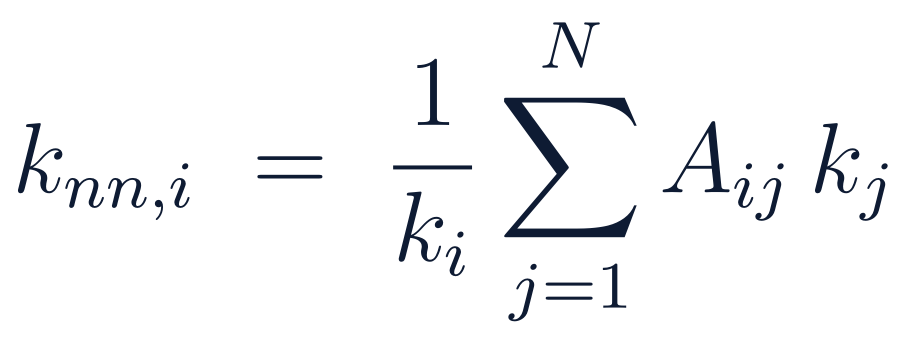 k_{nn,i} = \frac{1}{k_i} \sum_{j=1}^{N} A_{ij} k_j